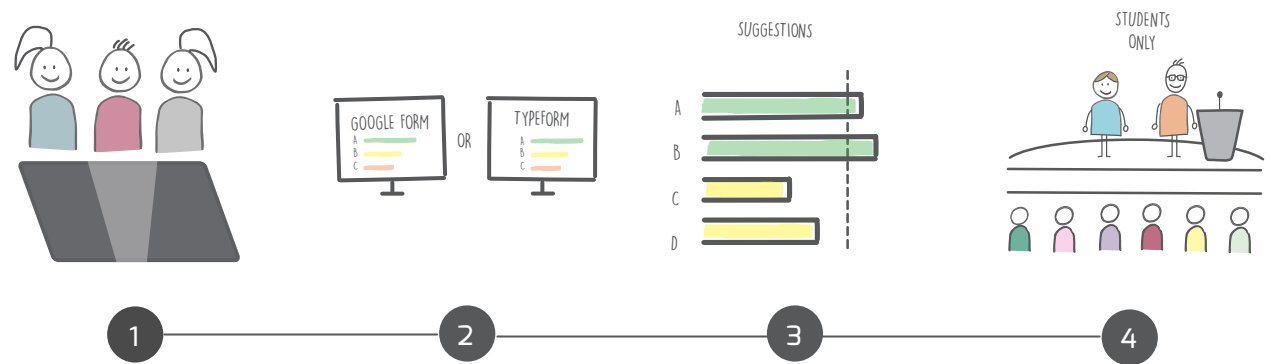 SUGGESTIONS
STUDENTS
ONLY
GOOGLE FORM
A
B
C
OR
TYPEFORM
A
B
C
A
B
C
D
1
2
3
4